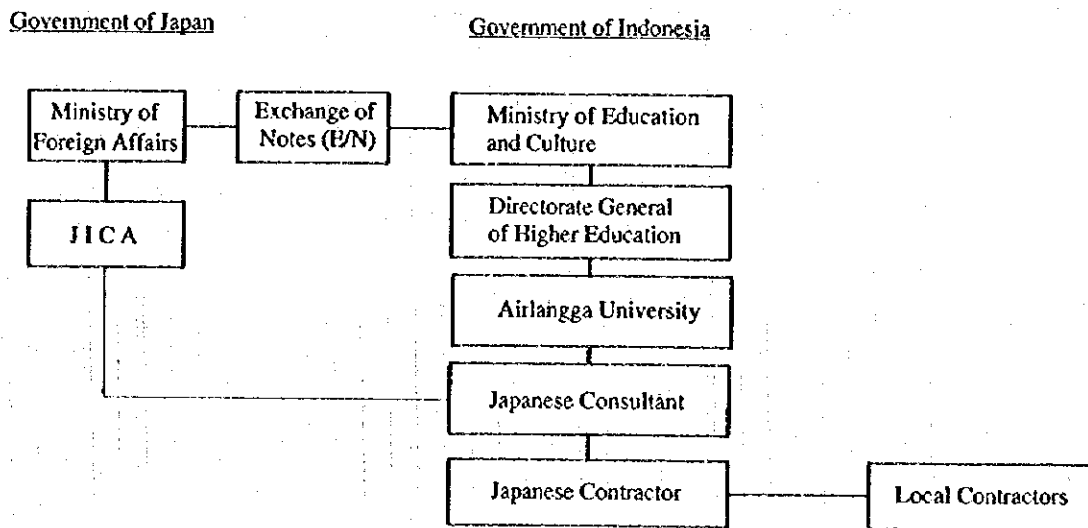 Government of Japan
Government of Indonesia
Ministry of
Foreign Affairs
Exchange of
Notes (E/N)
Ministry of Education
and Culture
JICA
Directorate General
of Higher Education
Airlangga University
Japanese Consultant
Japanese Contractor
Local Contractors